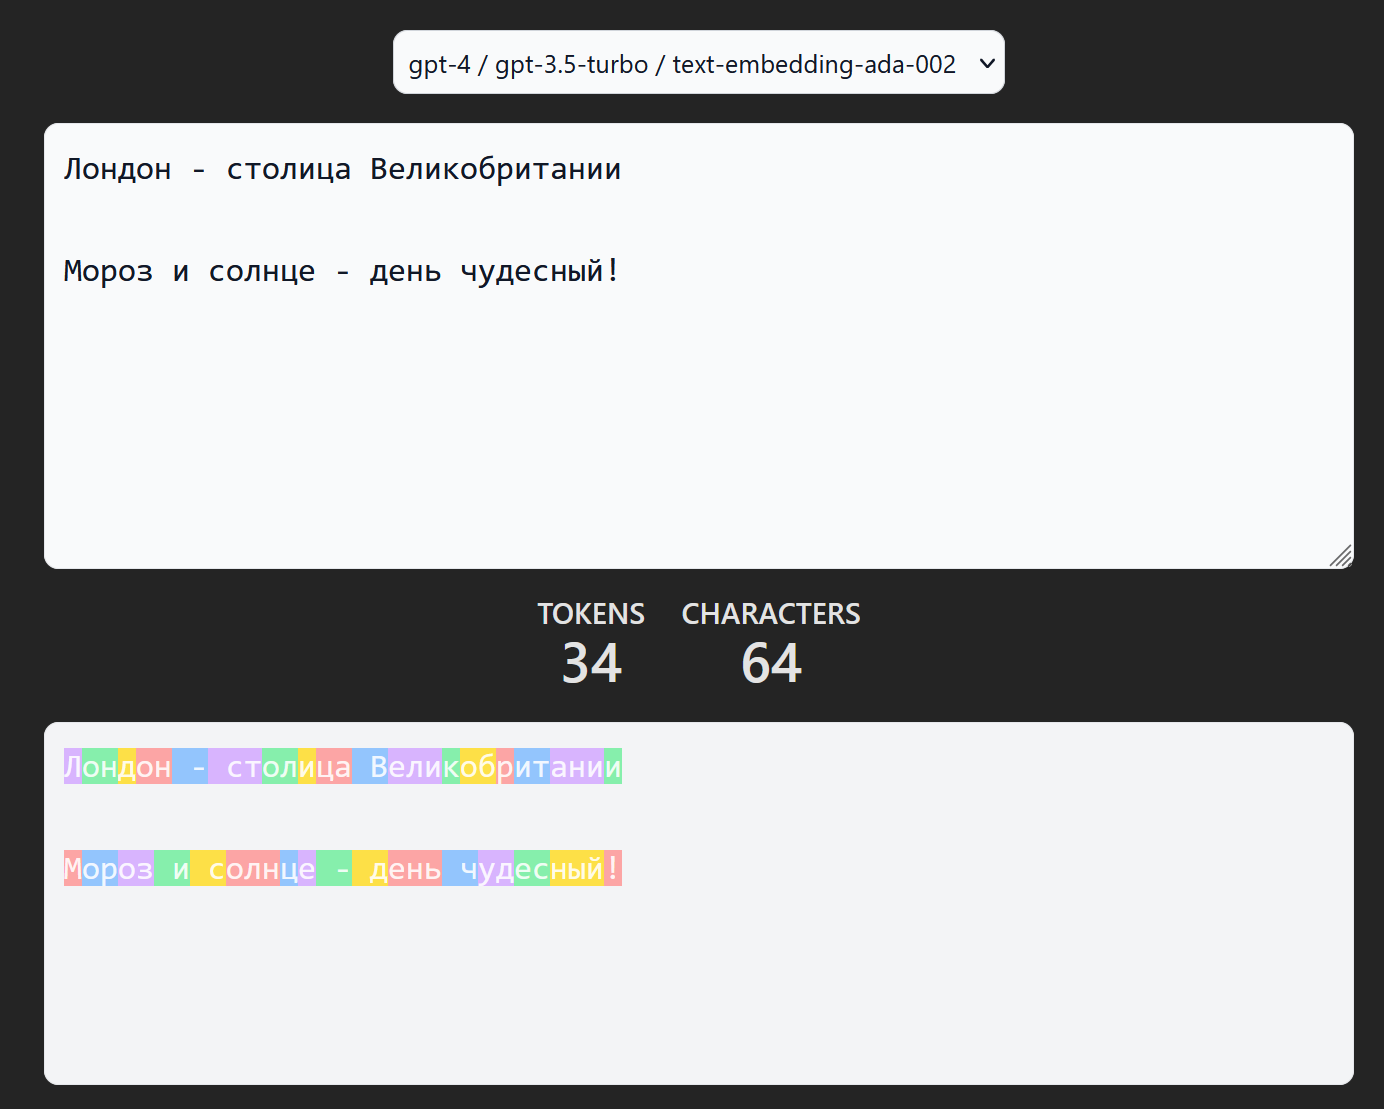 gpt-4 / gpt-3.5-turbo / text-embedding-ada-002
Лондон - столица Великобритании
Мороз и солнце - день чудесный!
TOKENS CHARACTERS
34 64
Лондон - столица Великобритании
Мороз и солнце - день чудесный!